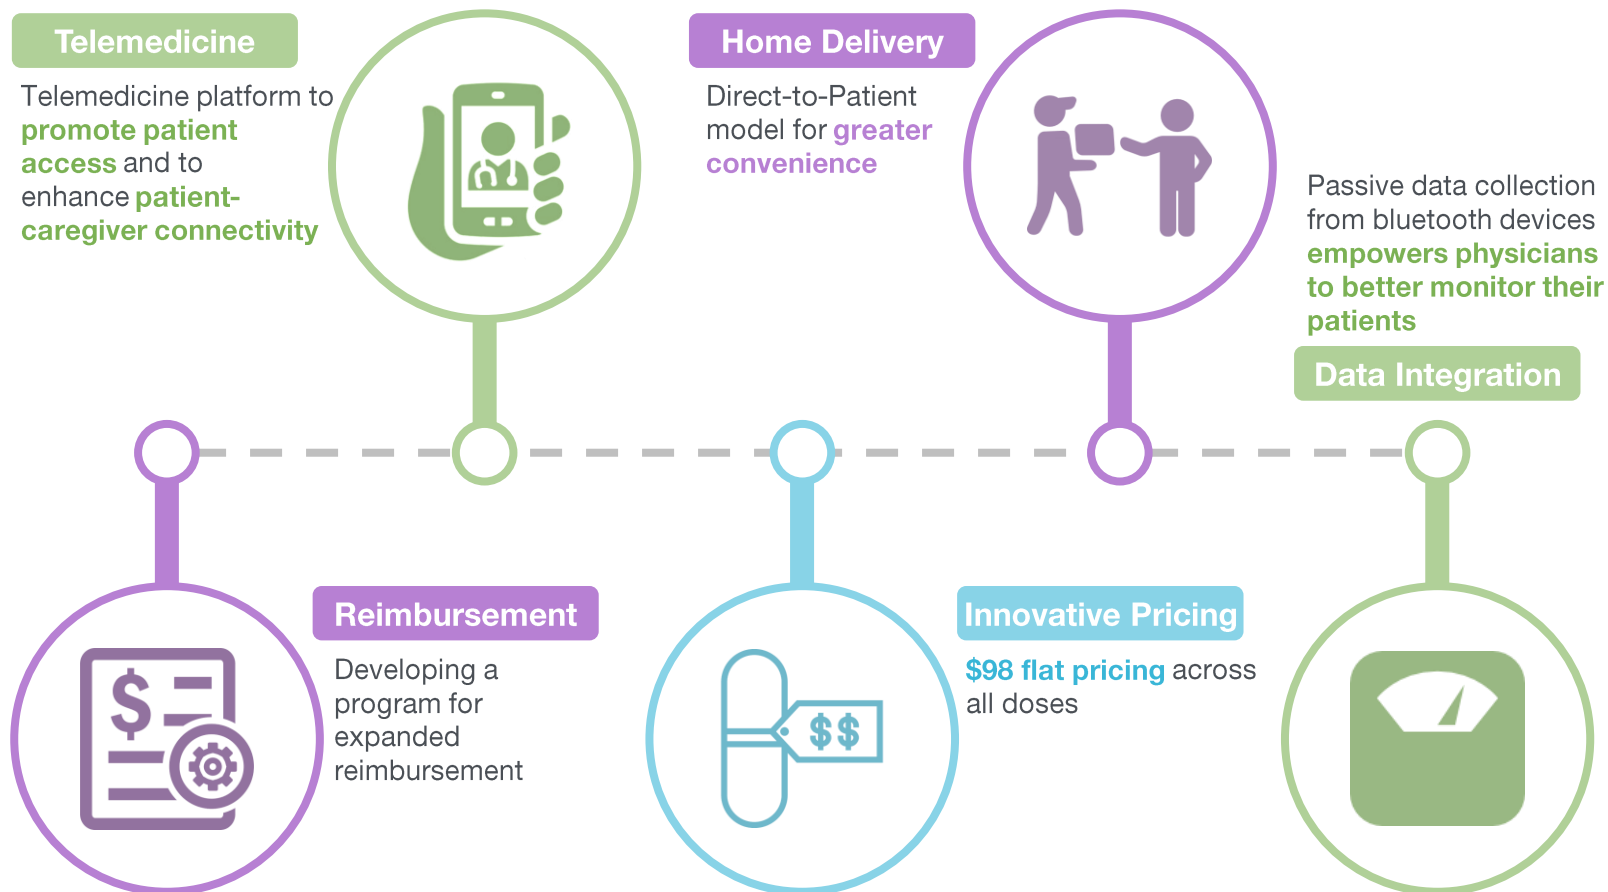 Telemedicine
Telemedicine platform to
promote patient
access and to
enhance patient-
caregiver connectivity
Home Delivery
Direct-to-Patient
model for greater
convenience
Passive data collection
from bluetooth devices
empowers physicians
to better monitor their
patients
Data Integration
Reimbursement
Developing a
program for
expanded
reimbursement
$
Innovative Pricing
$98 flat pricing across
all doses
$$